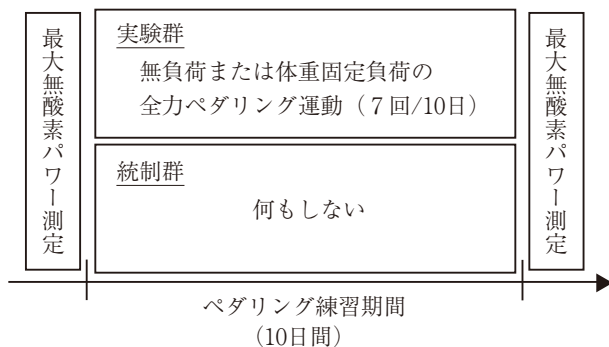 最大無酸素パワー測定
実験群
無負荷または体重固定負荷の
全力ペダリング運動(7回/10日)
統制群
何もしない
最大無酸素パワー測定
ペダリング練習期間
(10日間)